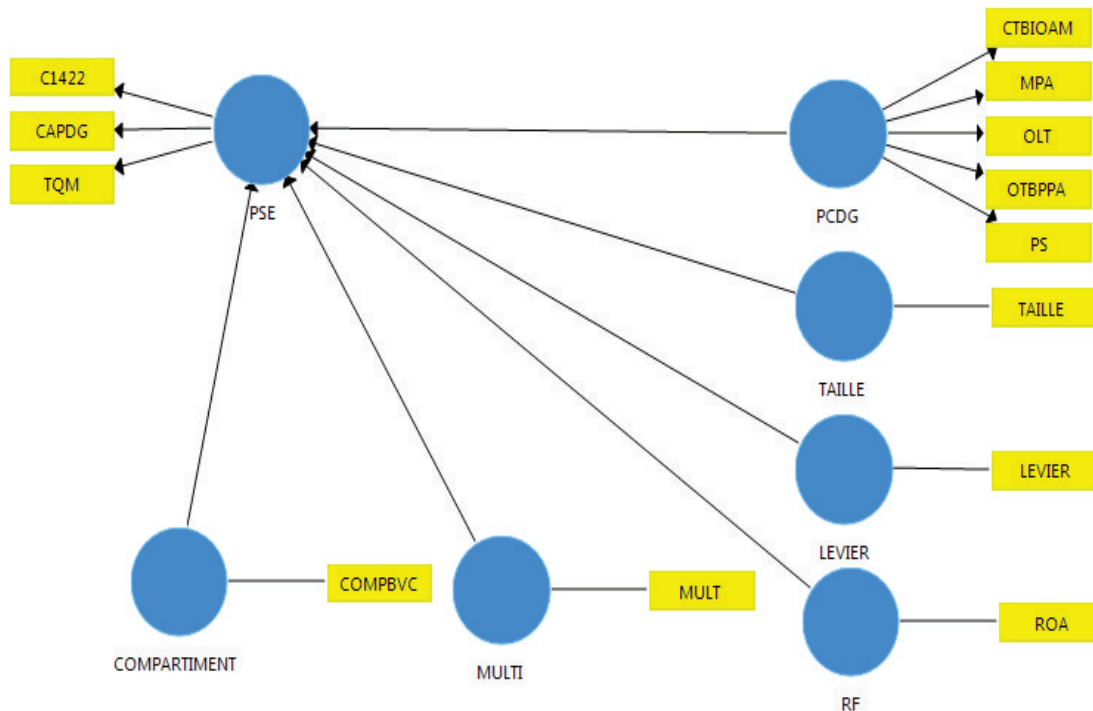 CTBIOAM
C1422
MPA
CAPDG
OLT
TQM
OTBPPA
PSE
PCDG
PS
TAILLE
TAILLE
LEVIER
LEVIER
COMPBVC
MULT
ROA
COMPARTIMENT
MULTI
RF